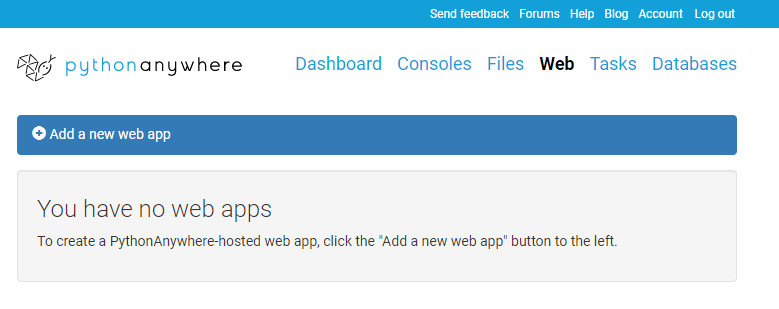 Send feedback Forums Help Blog Account Log out
pythonanywhere Dashboard Consoles Files Web Tasks Databases
Add a new web app
You have no web apps
To create a PythonAnywhere-hosted web app, click the "Add a new web app" button to the left.